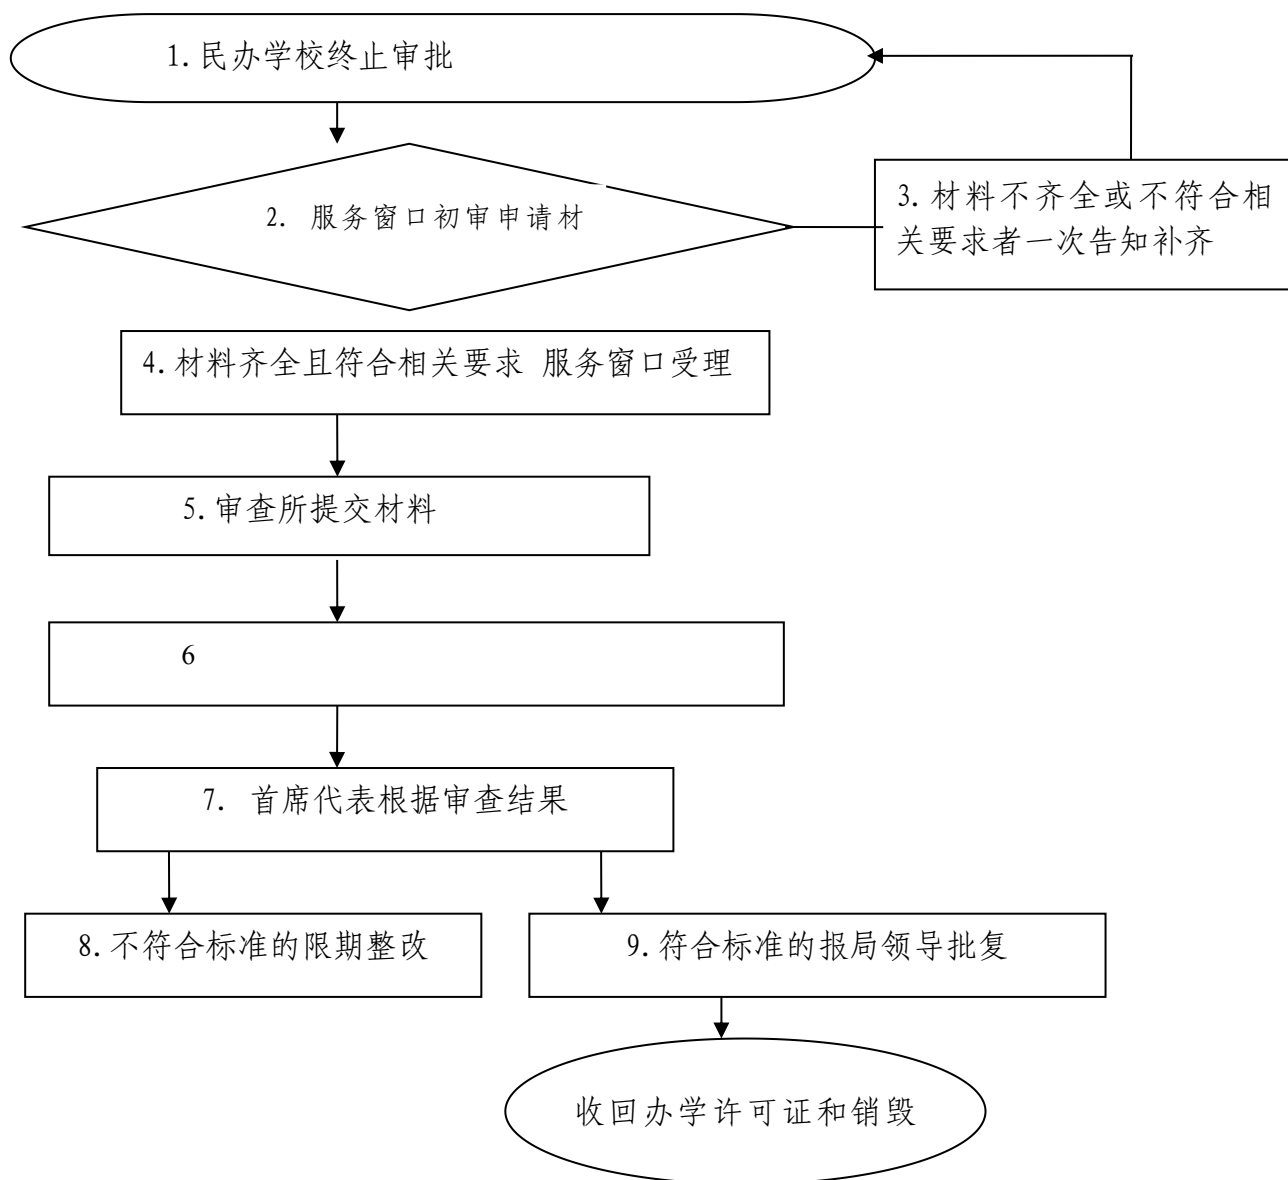 1.民办学校终止审批
2. 服务窗口初审申请材
3.材料不齐全或不符合相
关要求者一次告知补齐
4.材料齐全且符合相关要求 服务窗口受理
5.审查所提交材料
6
7. 首席代表根据审查结果
8.不符合标准的限期整改
9.符合标准的报局领导批复
收回办学许可证和销毁